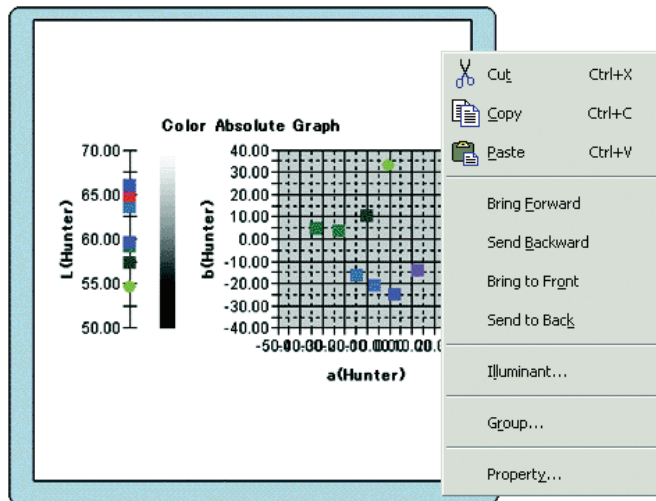 Color Absolute Graph
L(Hunter)
70.00
65.00
60.00
55.00
50.00
b(Hunter)
40.00
30.00
20.00
10.00
0.00
-10.00
-20.00
-30.00
-40.00
a(Hunter)
Cut Ctrl+X
Copy Ctrl+C
Paste Ctrl+V
Bring Forward
Send Backward
Bring to Front
Send to Back
Illuminant...
Group...
Property...